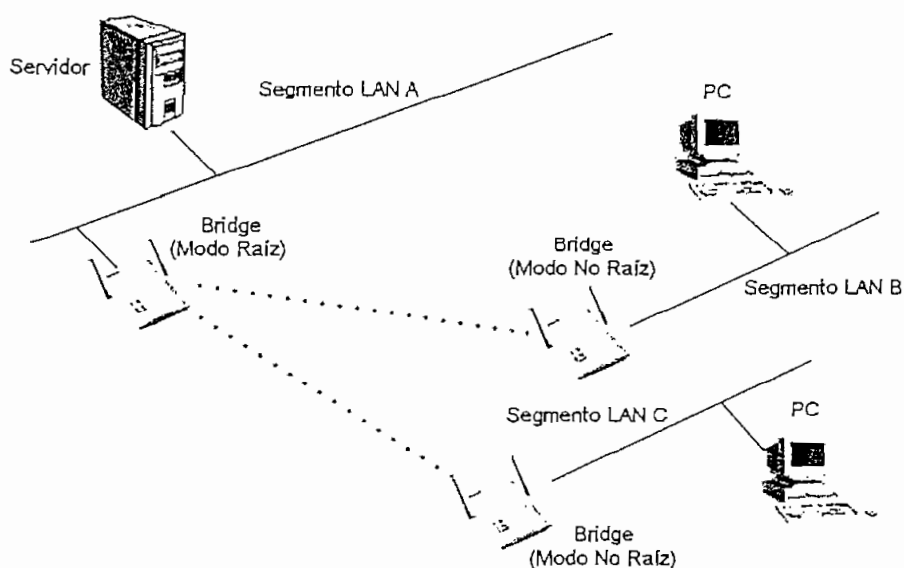 Servidor
Segmento LAN A
PC
Bridge
(Modo Raíz)
Bridge
(Modo No Raíz)
Segmento LAN B
Segmento LAN C
PC
Bridge
(Modo No Raíz)